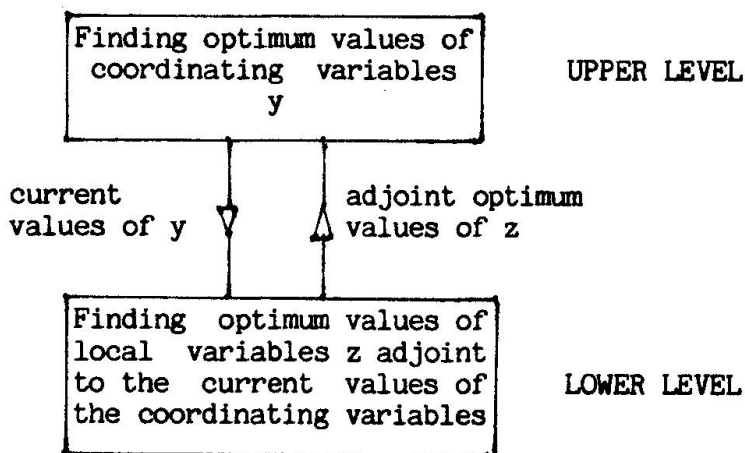 Finding optimum values of
coordinating variables
y
UPPER LEVEL
current
values of y
adjoint optimum
values of z
Finding optimum values of
local variables z adjoint
to the current values of
the coordinating variables
LOWER LEVEL